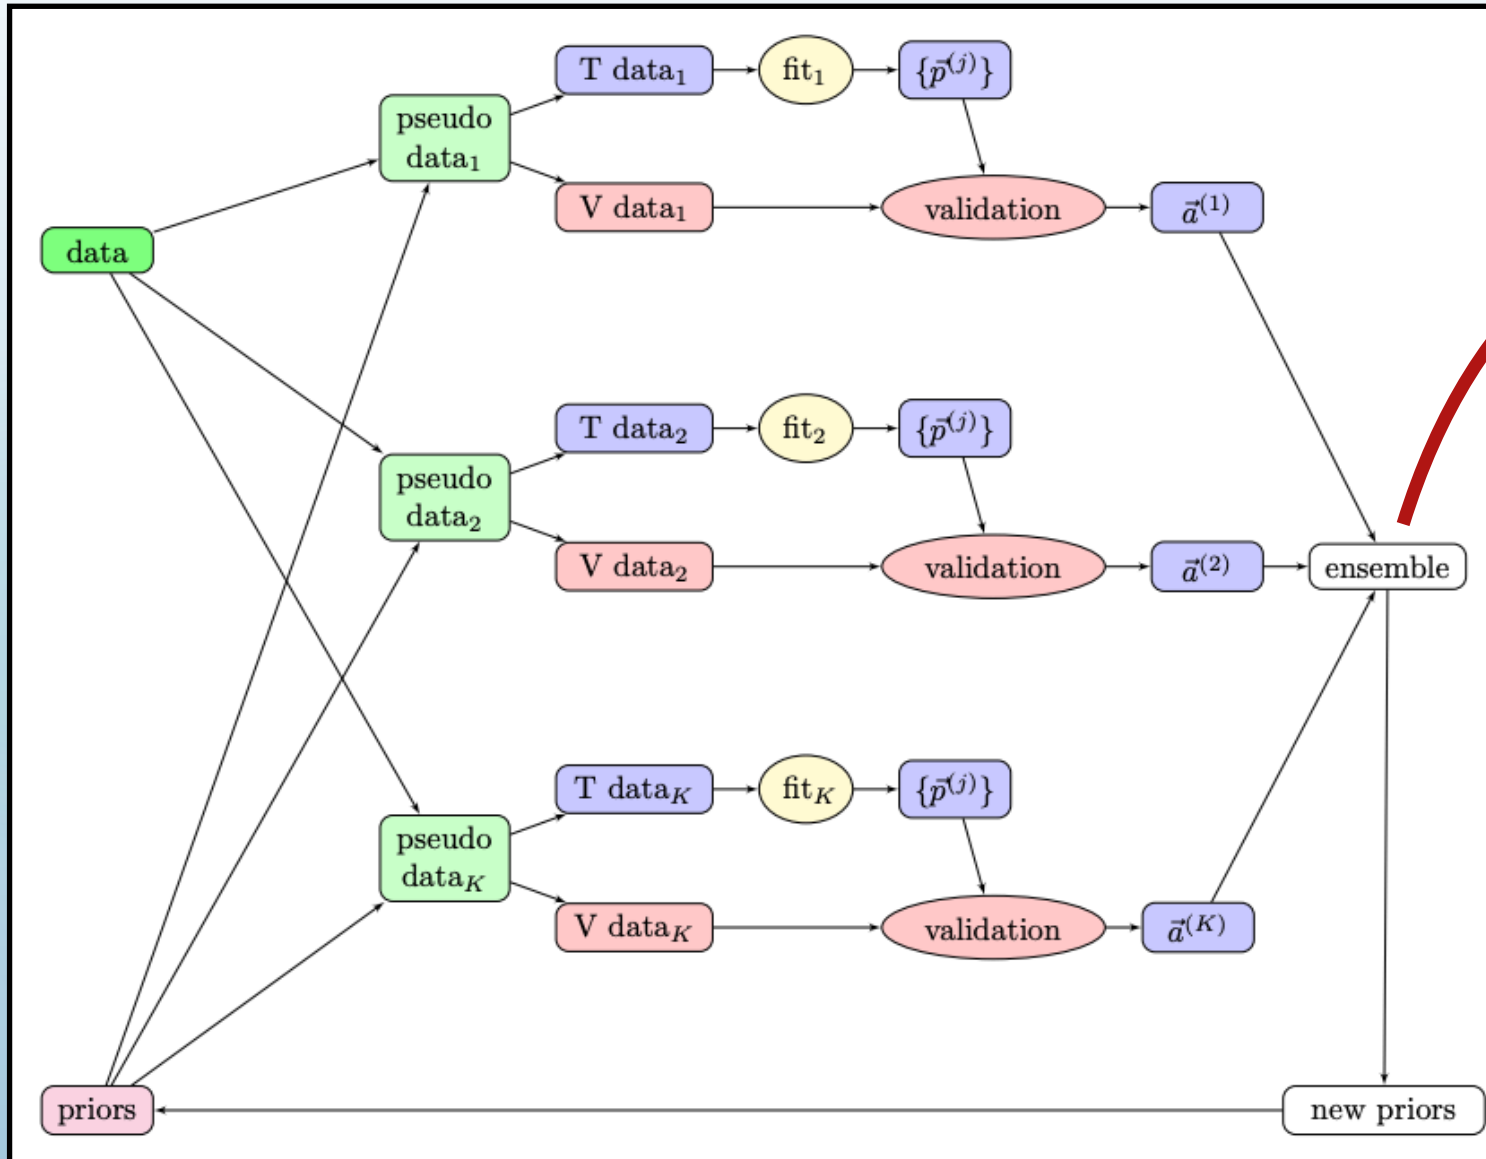 T data₁
fit₁
{p⃗^(j)}
pseudo
data₁
V data₁
validation
a⃗^(1)
data
T data₂
fit₂
{p⃗^(j)}
pseudo
data₂
V data₂
validation
a⃗^(2)
ensemble
T data_K
fit_K
{p⃗^(j)}
pseudo
data_K
V data_K
validation
a⃗^(K)
priors
new priors